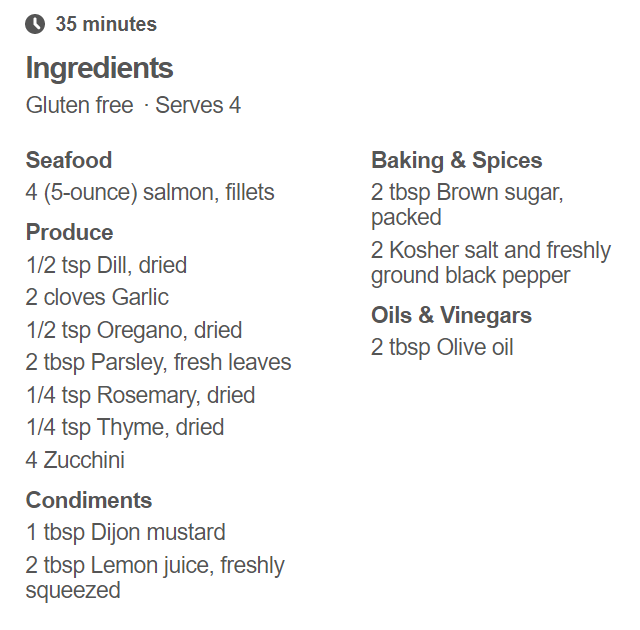 35 minutes
Ingredients
Gluten free · Serves 4
Seafood
4 (5-ounce) salmon, fillets
Produce
1/2 tsp Dill, dried
2 cloves Garlic
1/2 tsp Oregano, dried
2 tbsp Parsley, fresh leaves
1/4 tsp Rosemary, dried
1/4 tsp Thyme, dried
4 Zucchini
Condiments
1 tbsp Dijon mustard
2 tbsp Lemon juice, freshly
squeezed
Baking & Spices
2 tbsp Brown sugar,
packed
2 Kosher salt and freshly
ground black pepper
Oils & Vinegars
2 tbsp Olive oil